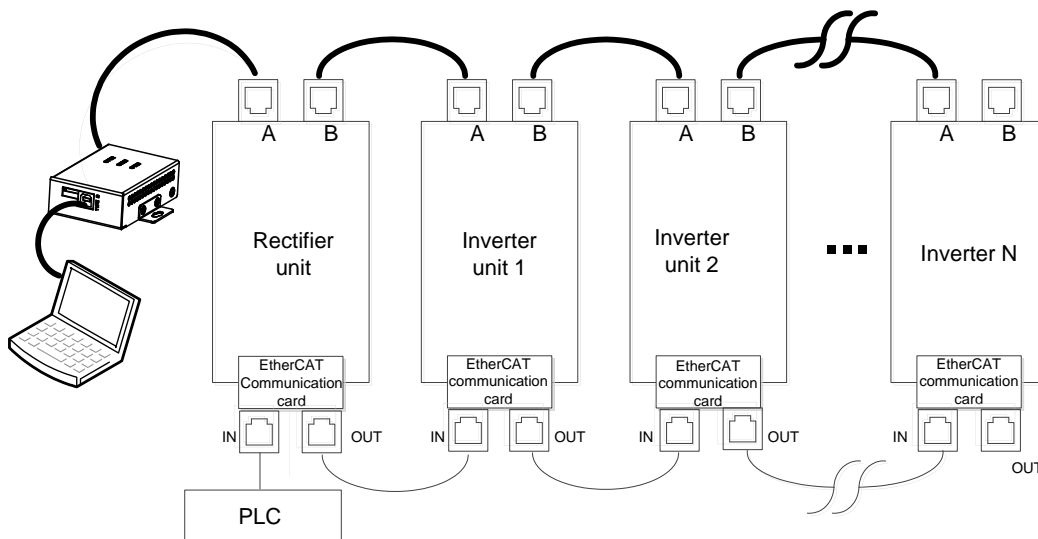 A B A B A B A B
Rectifier
unit
Inverter
unit 1
Inverter
unit 2
Inverter N
EtherCAT
Communication
card
EtherCAT
communication
card
EtherCAT
communication
card
EtherCAT
communication
card
IN OUT IN OUT IN OUT IN OUT
PLC